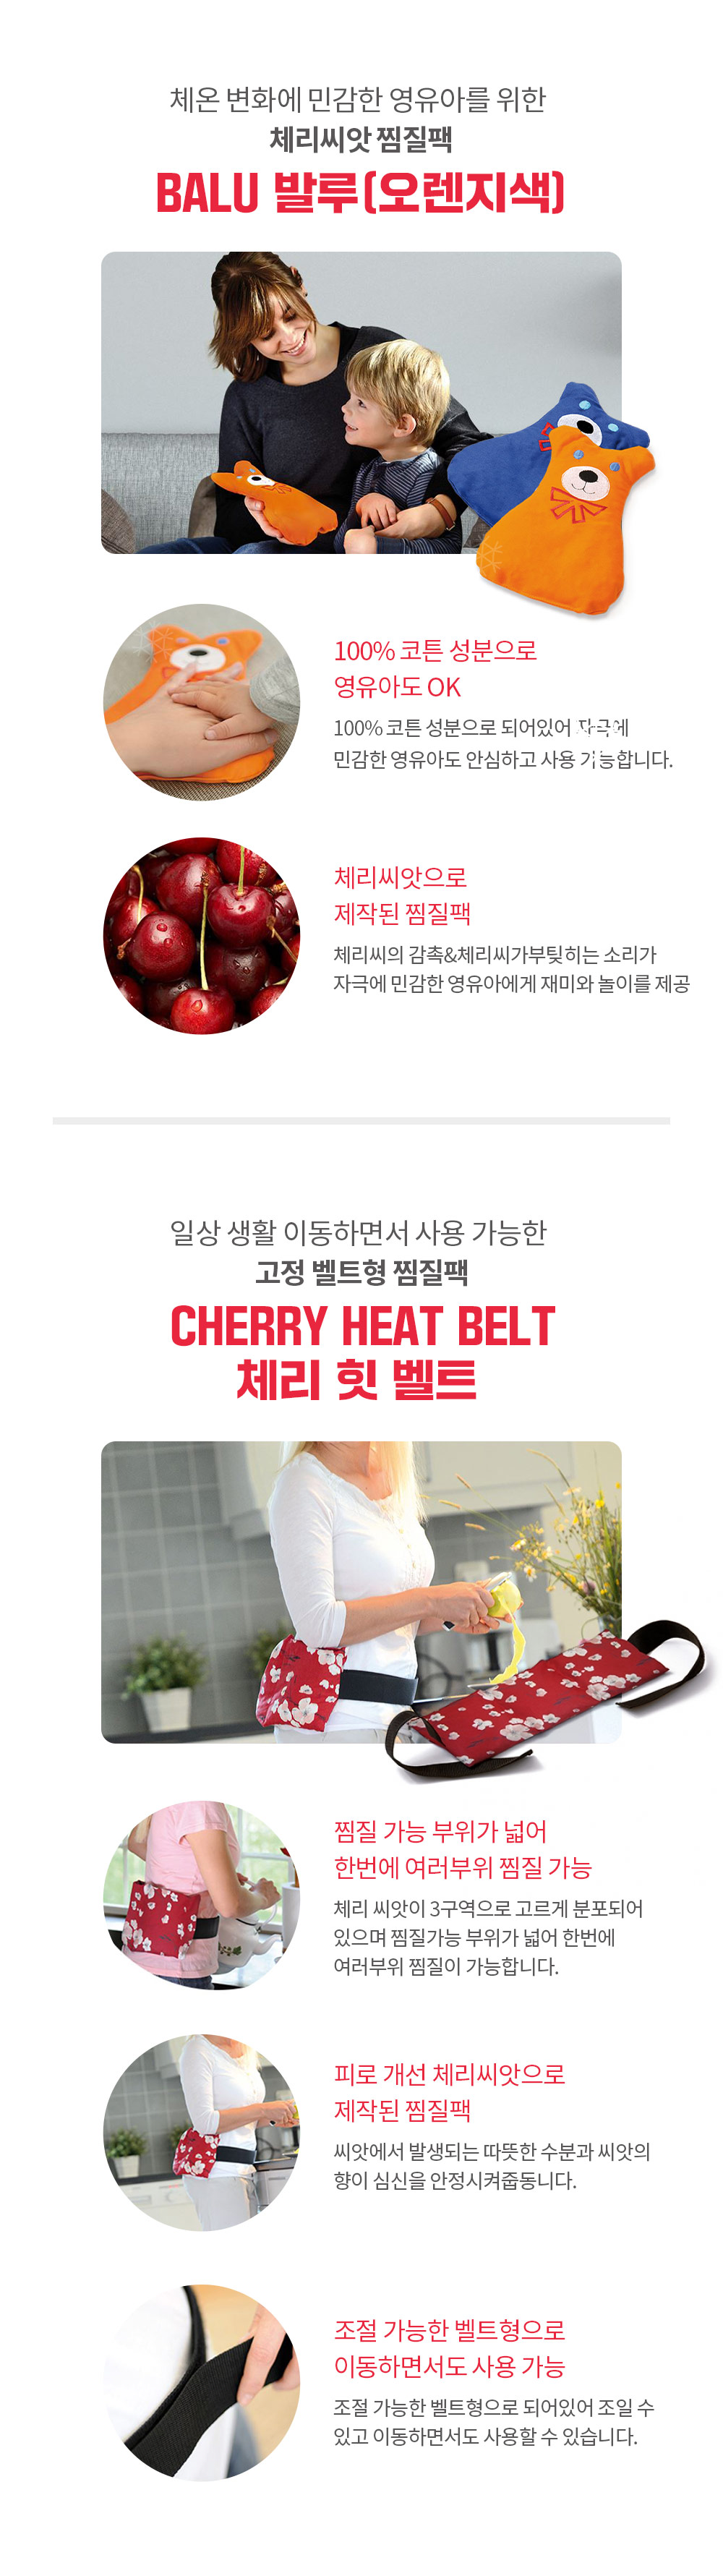 체온 변화에 민감한 영유아를 위한
체리씨앗 찜질팩
BALU 발루(오렌지색)
100% 코튼 성분으로
영유아도 OK
100% 코튼 성분으로 되어있어
민감한 영유아도 안심하고 사용 가능합니다.
체리씨앗으로
제작된 찜질팩
체리씨의 감촉&체리씨가부팆히는 소리가
자극에 민감한 영유아에게 재미와 놀이를 제공
일상 생활 이동하면서 사용 가능한
고정 벨트형 찜질팩
CHERRY HEAT BELT
체리 힛 벨트
찜질 가능 부위가 넓어
한번에 여러부위 찜질 가능
체리 씨앗이 3구역으로 고르게 분포되어
있으며 찜질가능 부위가 넓어 한번에
여러부위 찜질이 가능합니다.
피로 개선 체리씨앗으로
제작된 찜질팩
씨앗에서 발생되는 따뜻한 수분과 씨앗의
향이 심신을 안정시켜줍동니다.
조절 가능한 벨트형으로
이동하면서도 사용 가능
조절 가능한 벨트형으로 되어있어 조일 수
있고 이동하면서도 사용할 수 있습니다.